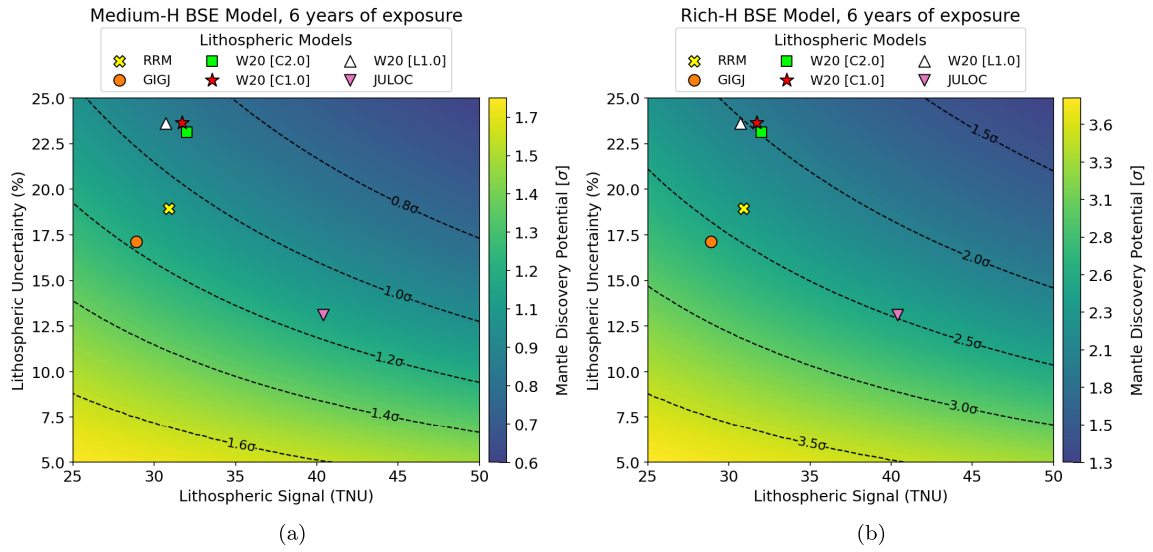 Medium-H BSE Model, 6 years of exposure
Lithospheric Models
RRM
W20 [C2.0]
W20 [L1.0]
GIGJ
W20 [C1.0]
JULOC
25.0
22.5
20.0
17.5
15.0
12.5
10.0
7.5
5.0
Lithospheric Uncertainty (%)
0.8σ
1.0σ
1.2σ
1.4σ
1.6σ
25
30
35
40
45
50
Lithospheric Signal (TNU)
1.7
1.6
1.4
1.3
1.2
1.1
0.9
0.8
0.7
0.6
Mantle Discovery Potential [σ]
(a)
Rich-H BSE Model, 6 years of exposure
Lithospheric Models
RRM
W20 [C2.0]
W20 [L1.0]
GIGJ
W20 [C1.0]
JULOC
25.0
22.5
20.0
17.5
15.0
12.5
10.0
7.5
5.0
Lithospheric Uncertainty (%)
1.5σ
2.0σ
2.5σ
3.0σ
3.5σ
25
30
35
40
45
50
Lithospheric Signal (TNU)
3.6
3.3
3.1
2.8
2.6
2.3
2.1
1.8
1.5
1.3
Mantle Discovery Potential [σ]
(b)